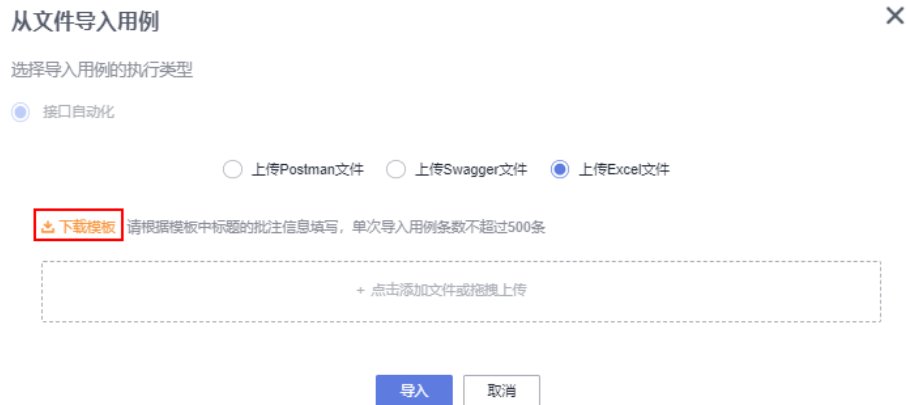 从文件导入用例
选择导入用例的执行类型
接口自动化
上传Postman文件 上传Swagger文件 上传Excel文件
下载模板 请根据模板中标题的批注信息填写，单次导入用例条数不超过500条
+ 点击添加文件或拖拽上传
导入 取消